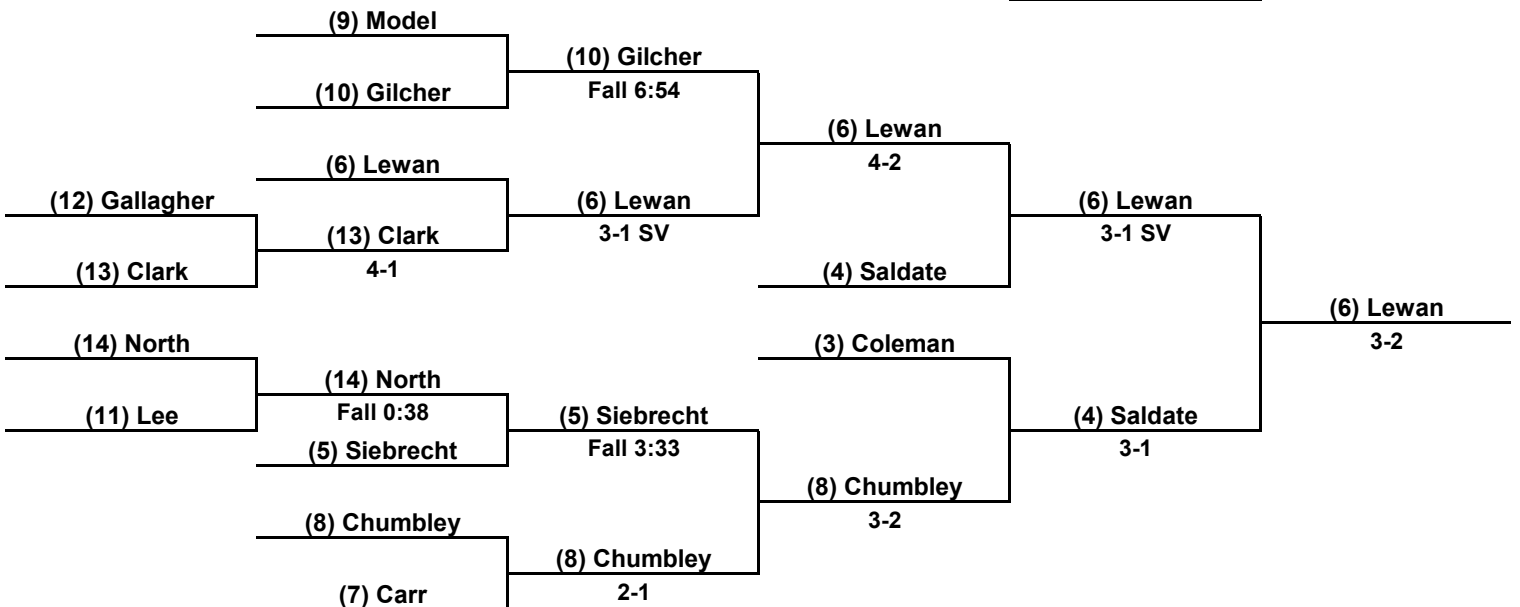 (9) Model
(10) Gilcher
Fall 6:54
(10) Gilcher
(6) Lewan
4-2
(6) Lewan
(12) Gallagher
(6) Lewan
3-1 SV
(6) Lewan
3-1 SV
(13) Clark
4-1
(13) Clark
(4) Saldate
(6) Lewan
3-2
(14) North
(3) Coleman
(14) North
Fall 0:38
(11) Lee
(5) Siebrecht
Fall 3:33
(4) Saldate
3-1
(5) Siebrecht
(8) Chumbley
3-2
(8) Chumbley
(8) Chumbley
2-1
(7) Carr